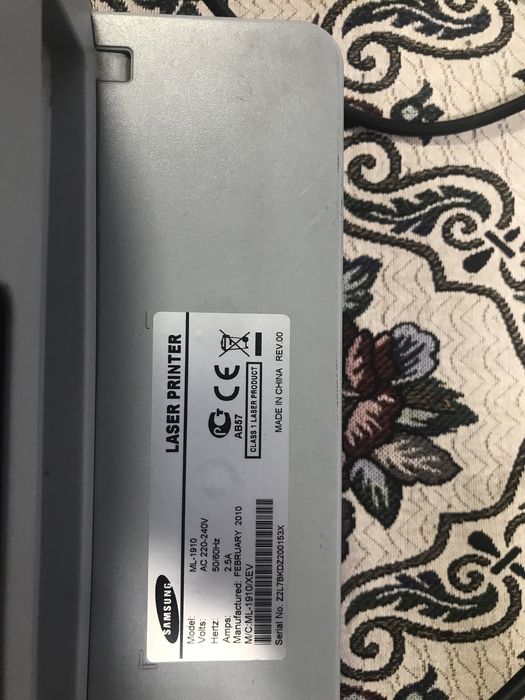 SAMSUNG
LASER PRINTER
Model: ML-1910
Volts: AC 220-240V
Hertz: 50/60Hz
Amps: 2.5A
Manufactured: FEBRUARY 2010
M/C:ML-1910/XEV
Serial No. Z2L7BKDZ200153X
PCT CE
AB57
CLASS 1 LASER PRODUCT
MADE IN CHINA REV.00